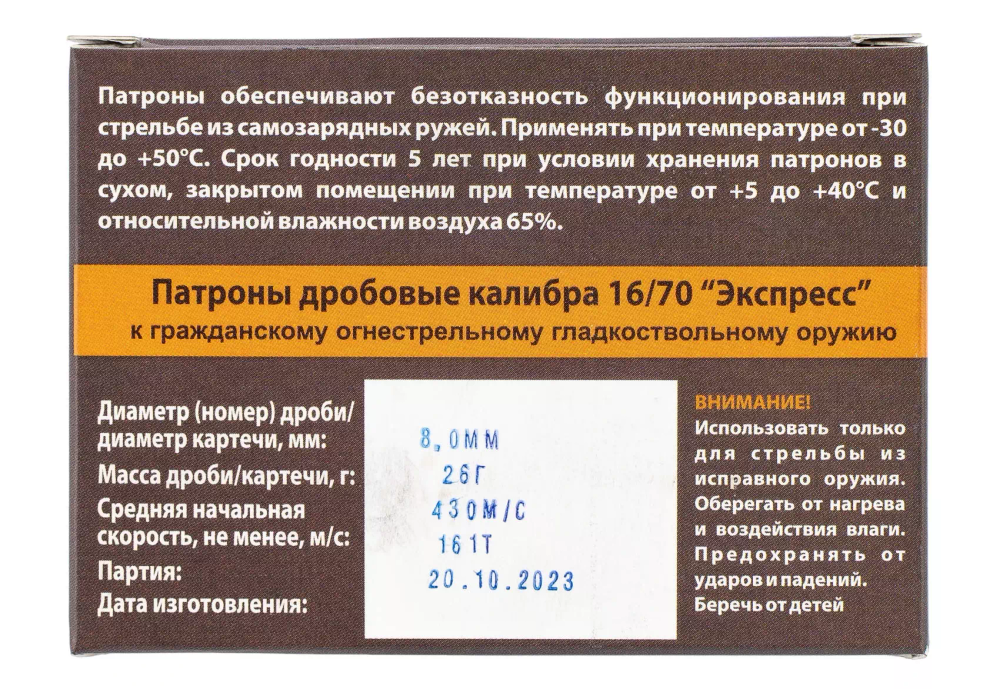 Патроны обеспечивают безотказность функционирования при
стрельбе из самозарядных ружей. Применять при температуре от -30
до +50°С. Срок годности 5 лет при условии хранения патронов в
сухом, закрытом помещении при температуре от +5 до +40°С и
относительной влажности воздуха 65%.
Патроны дробовые калибра 16/70 “Экспресс”
к гражданскому огнестрельному гладкоствольному оружию
Диаметр (номер) дроби/
диаметр картечи, мм:
8,0ММ
Масса дроби/картечи, г:
26Г
Средняя начальная
скорость, не менее, м/с:
430М/С
Партия:
161Т
Дата изготовления:
20.10.2023
ВНИМАНИЕ!
Использовать только
для стрельбы из
исправного оружия.
Оберегать от нагрева
и воздействия влаги.
Предохранять от
ударов и падений.
Беречь от детей